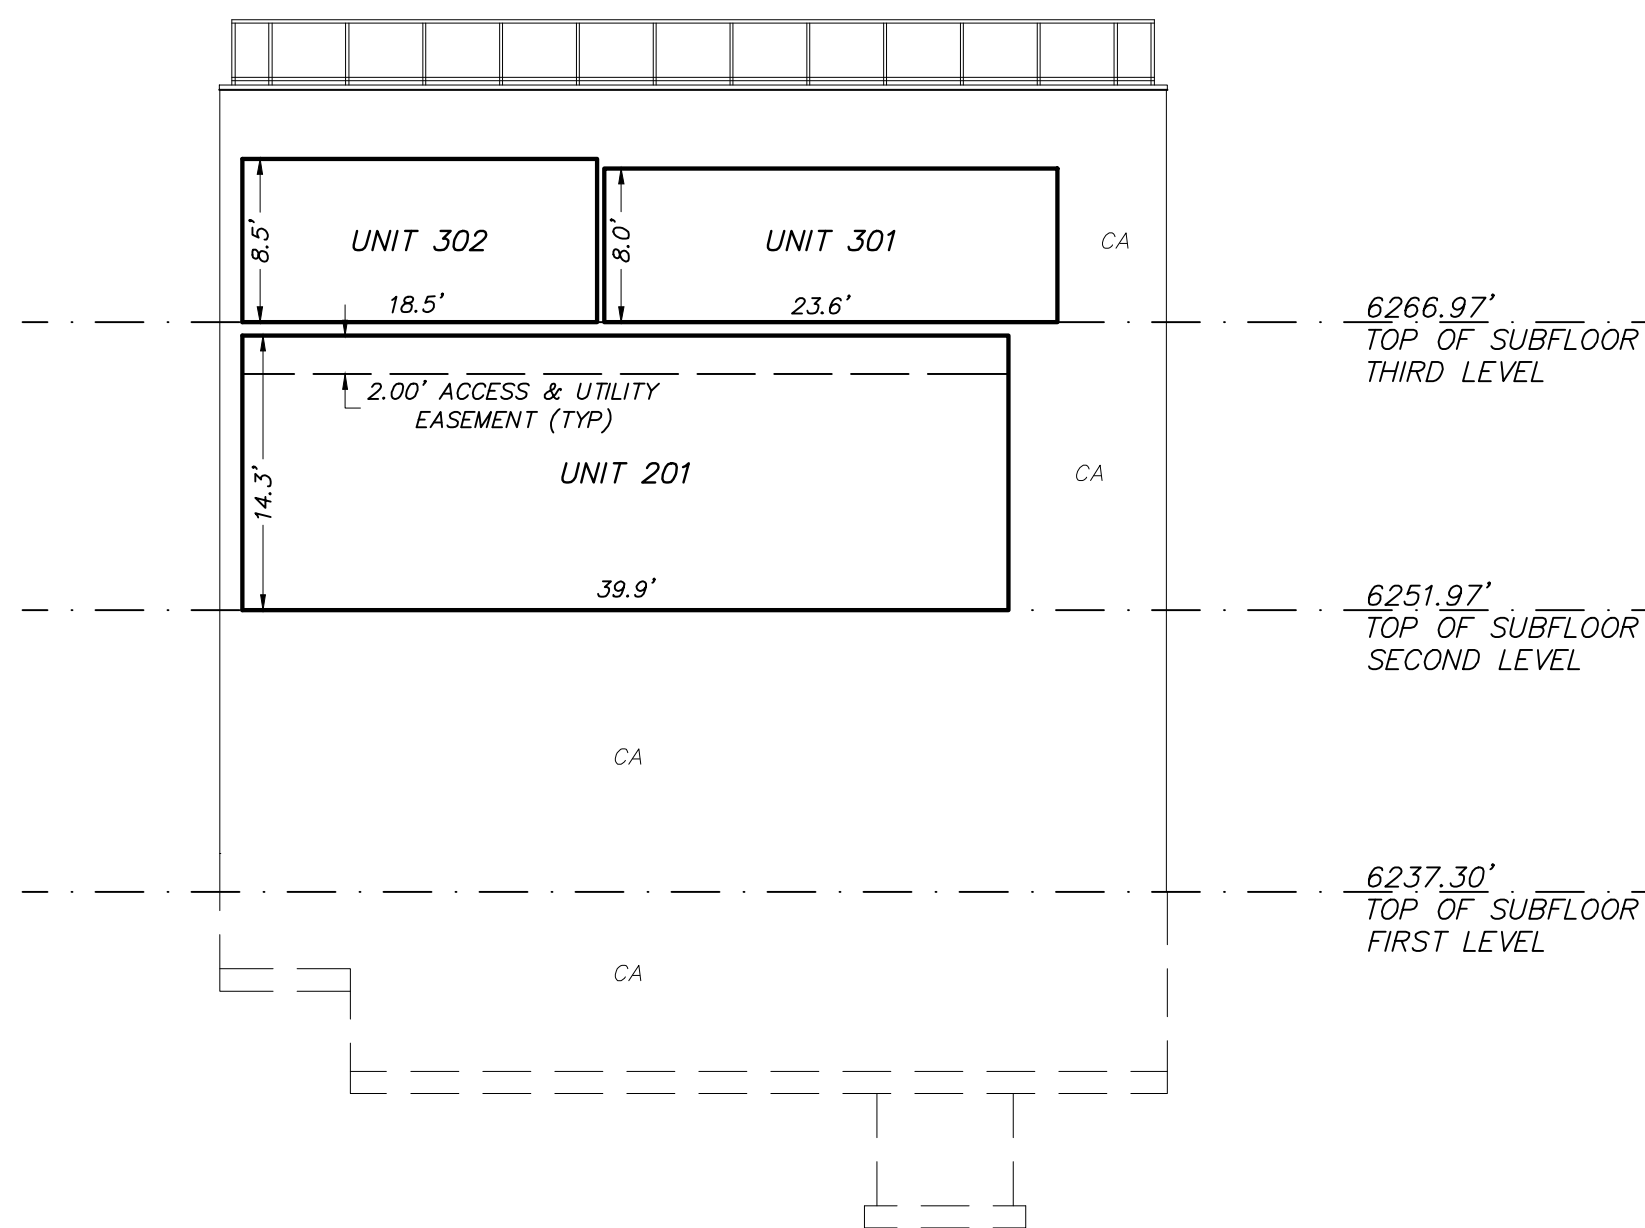 8.5'
UNIT 302
18.5'
8.0'
UNIT 301
23.6'
CA
6266.97'
TOP OF SUBFLOOR
THIRD LEVEL
2.00' ACCESS & UTILITY
EASEMENT (TYP)
14.3'
UNIT 201
39.9'
CA
6251.97'
TOP OF SUBFLOOR
SECOND LEVEL
CA
6237.30'
TOP OF SUBFLOOR
FIRST LEVEL
CA